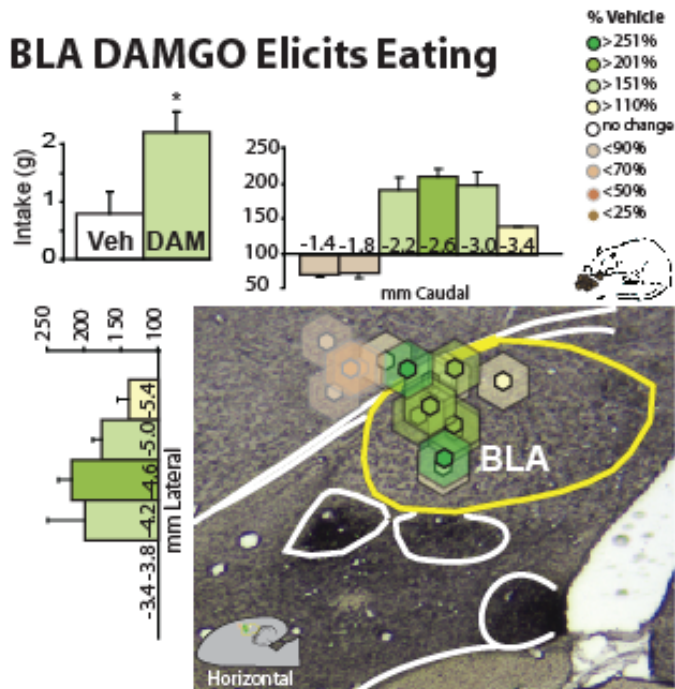 BLA DAMGO Elicits Eating
% Vehicle
>251%
>201%
>151%
>110%
no change
<90%
<70%
<50%
<25%
Intake (g)
2
1
0
*
Veh DAM
250
200
150
100
50
-1.4 -1.8 -2.2 -2.6 -3.0 -3.4
mm Caudal
250 200 150 100
-5.4
-5.0
-4.6
-4.2
-3.8
-3.4
mm Lateral
BLA
Horizontal